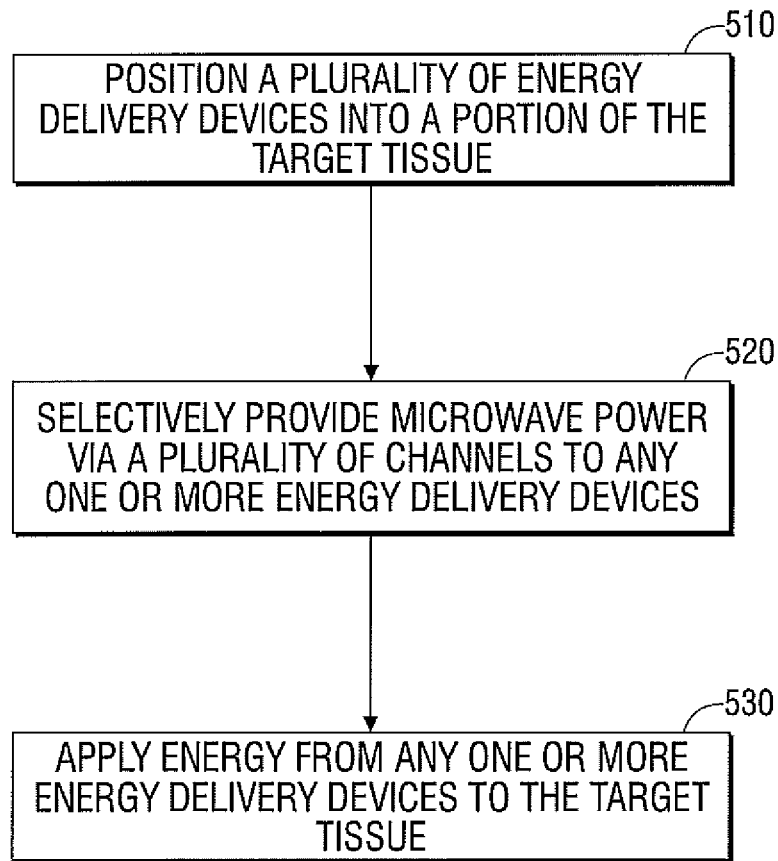 510
POSITION A PLURALITY OF ENERGY
DELIVERY DEVICES INTO A PORTION OF THE
TARGET TISSUE
520
SELECTIVELY PROVIDE MICROWAVE POWER
VIA A PLURALITY OF CHANNELS TO ANY
ONE OR MORE ENERGY DELIVERY DEVICES
530
APPLY ENERGY FROM ANY ONE OR MORE
ENERGY DELIVERY DEVICES TO THE TARGET
TISSUE